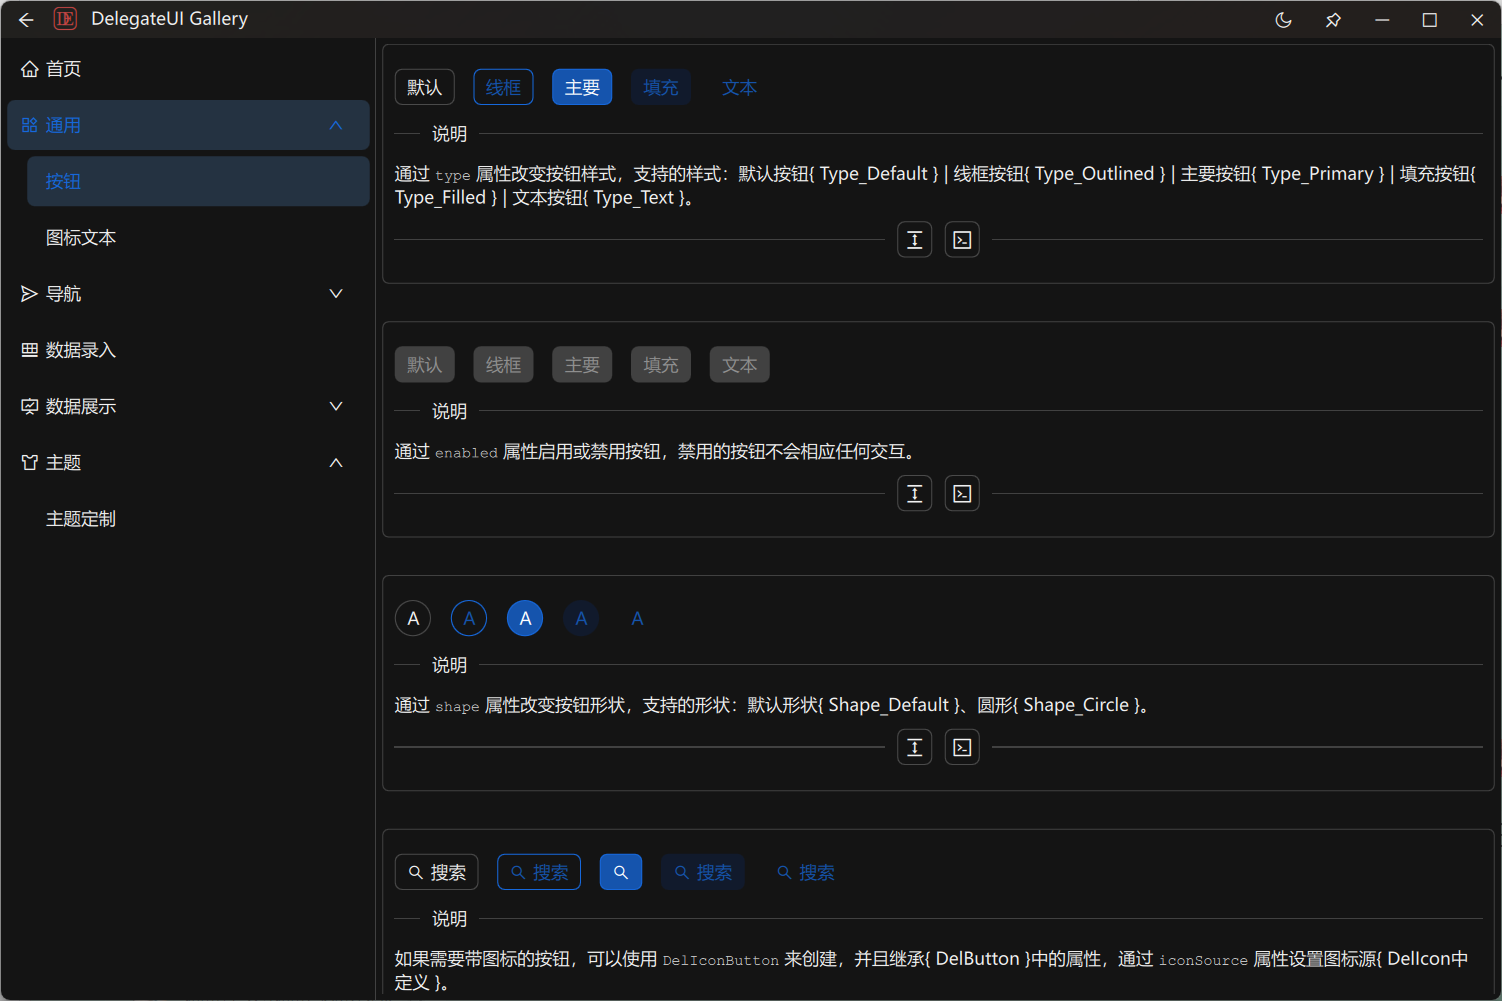 DelegateUI Gallery
首页
通用
按钮
图标文本
导航
数据录入
数据展示
主题
主题定制
默认 线框 主要 填充 文本
说明
通过 type 属性改变按钮样式，支持的样式：默认按钮{ Type_Default } | 线框按钮{ Type_Outlined } | 主要按钮{ Type_Primary } | 填充按钮{
Type_Filled } | 文本按钮{ Type_Text }。
默认 线框 主要 填充 文本
说明
通过 enabled 属性启用或禁用按钮，禁用的按钮不会相应任何交互。
A A A A A
说明
通过 shape 属性改变按钮形状，支持的形状：默认形状{ Shape_Default }、圆形{ Shape_Circle }。
搜索 搜索 搜索 搜索
说明
如果需要带图标的按钮，可以使用 DelIconButton 来创建，并且继承{ DelButton }中的属性，通过 iconSource 属性设置图标源{ DelIcon中
定义 }。